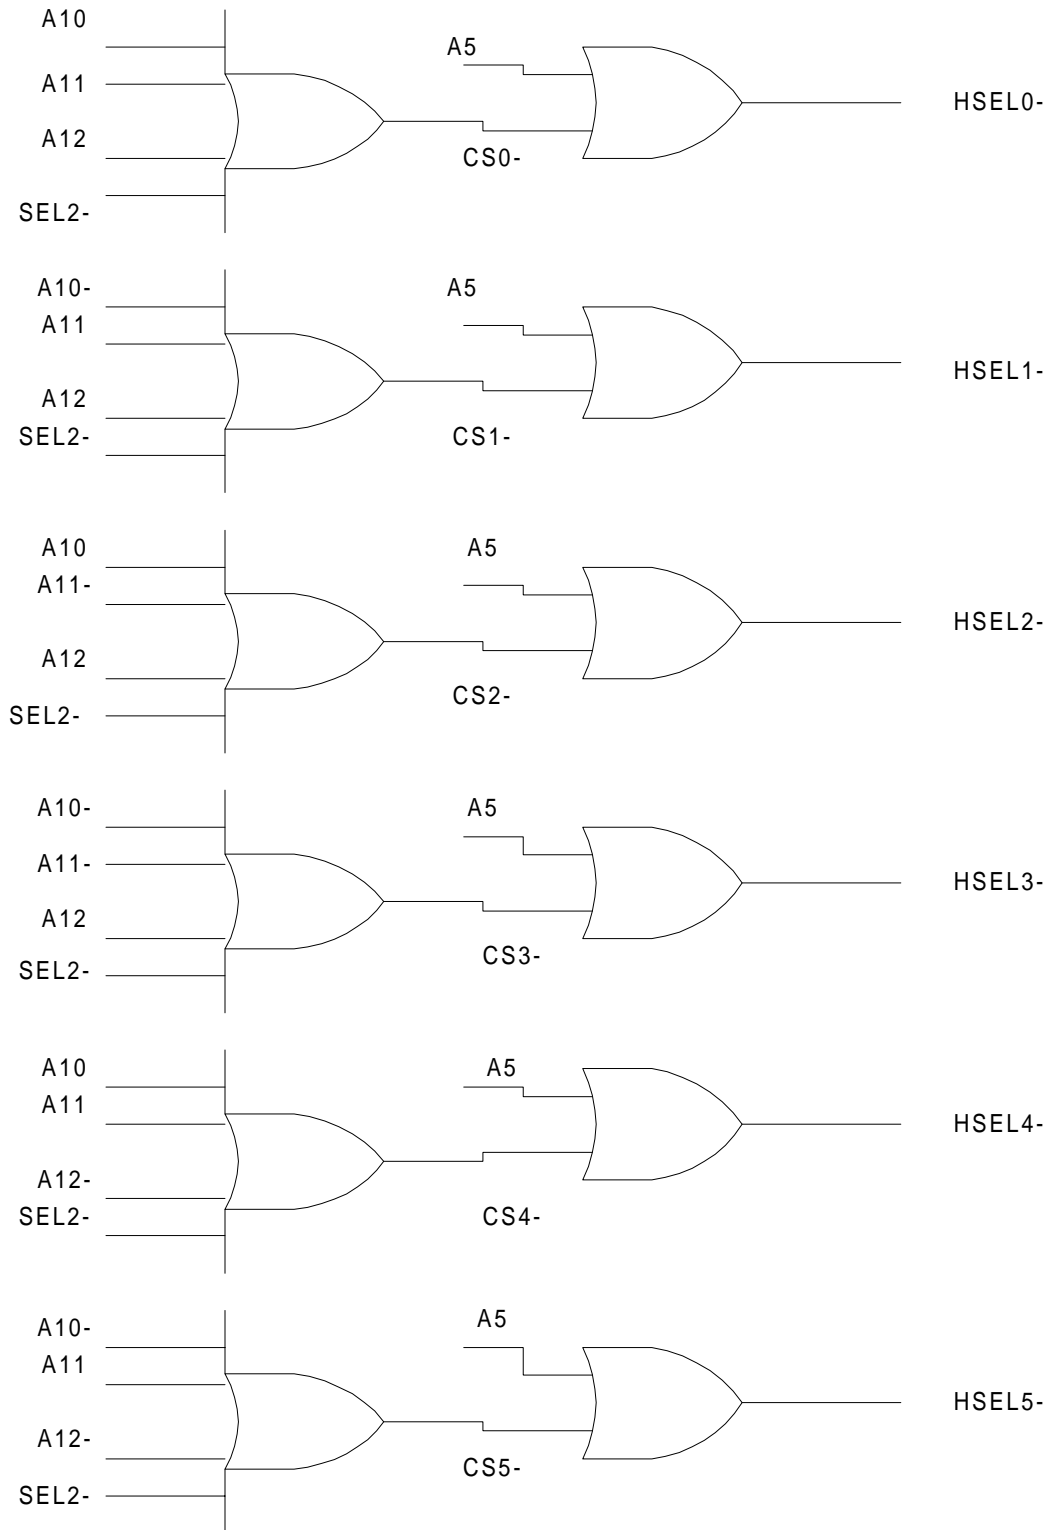 A10
A5
A11
HSEL0-
A12
CS0-
SEL2-
A10-
A5
A11
HSEL1-
A12
SEL2-
CS1-
A10
A5
A11-
HSEL2-
A12
CS2-
SEL2-
A10-
A5
A11-
HSEL3-
A12
CS3-
SEL2-
A10
A5
A11
HSEL4-
A12-
SEL2-
CS4-
A10-
A5
A11
HSEL5-
A12-
CS5-
SEL2-